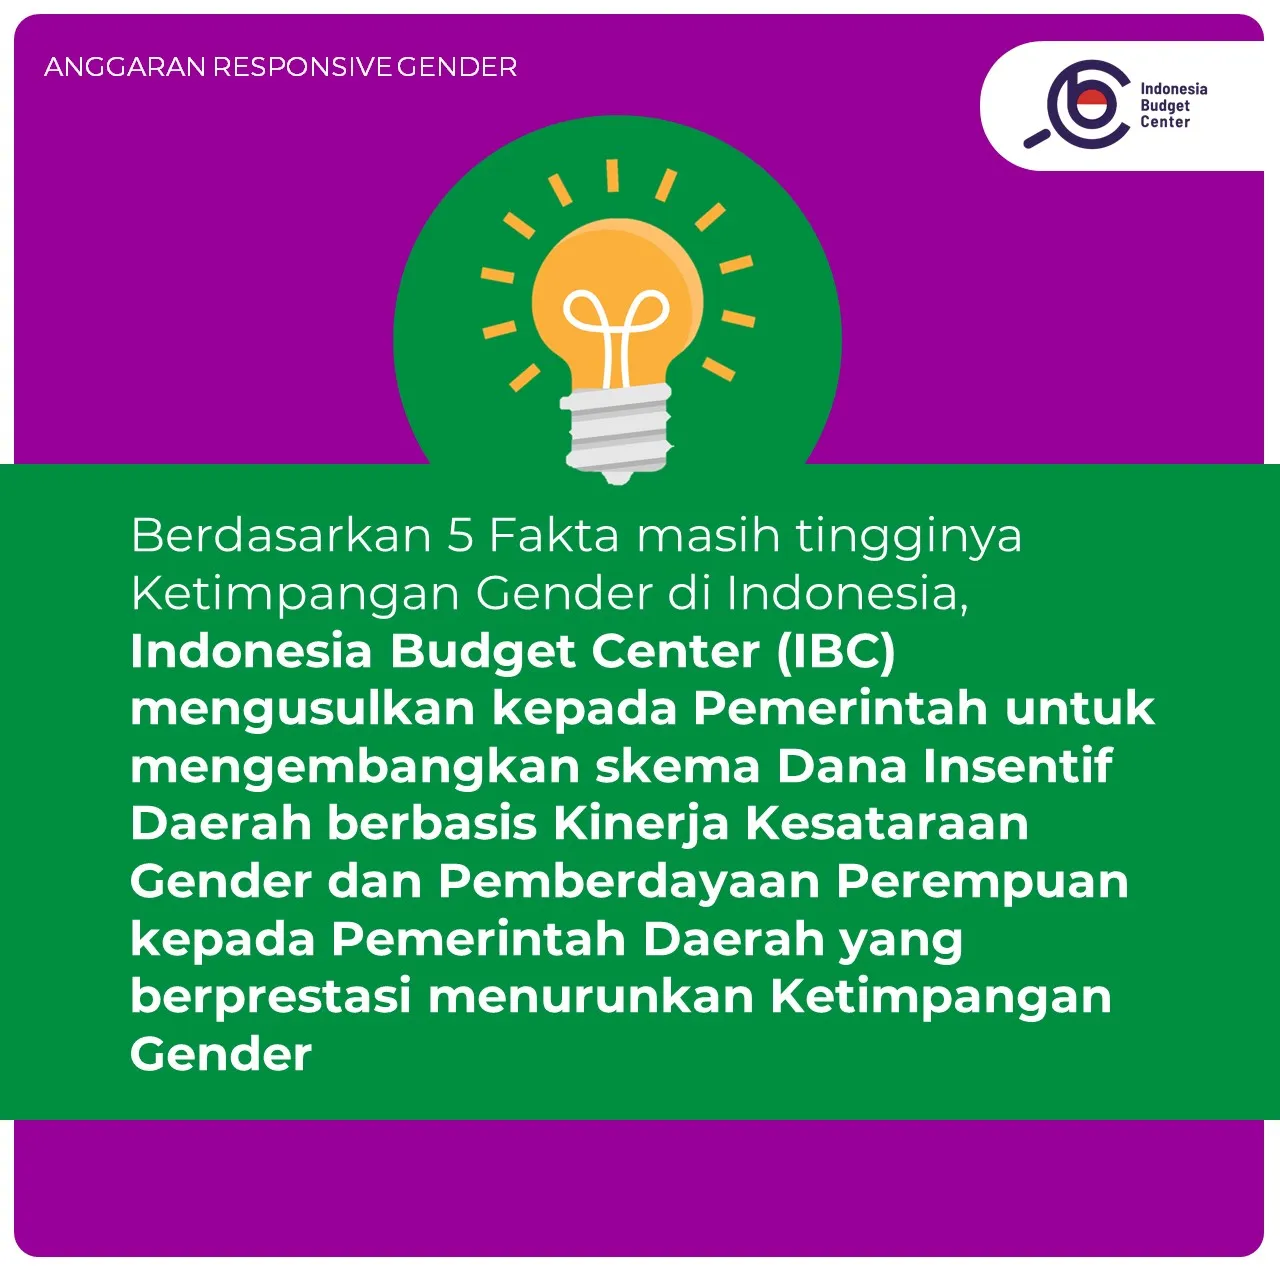 ANGGARAN RESPONSIVE GENDER
Indonesia
Budget
Center
Berdasarkan 5 Fakta masih tingginya
Ketimpangan Gender di Indonesia,
Indonesia Budget Center (IBC)
mengusulkan kepada Pemerintah untuk
mengembangkan skema Dana Insentif
Daerah berbasis Kinerja Kesataraan
Gender dan Pemberdayaan Perempuan
kepada Pemerintah Daerah yang
berprestasi menurunkan Ketimpangan
Gender